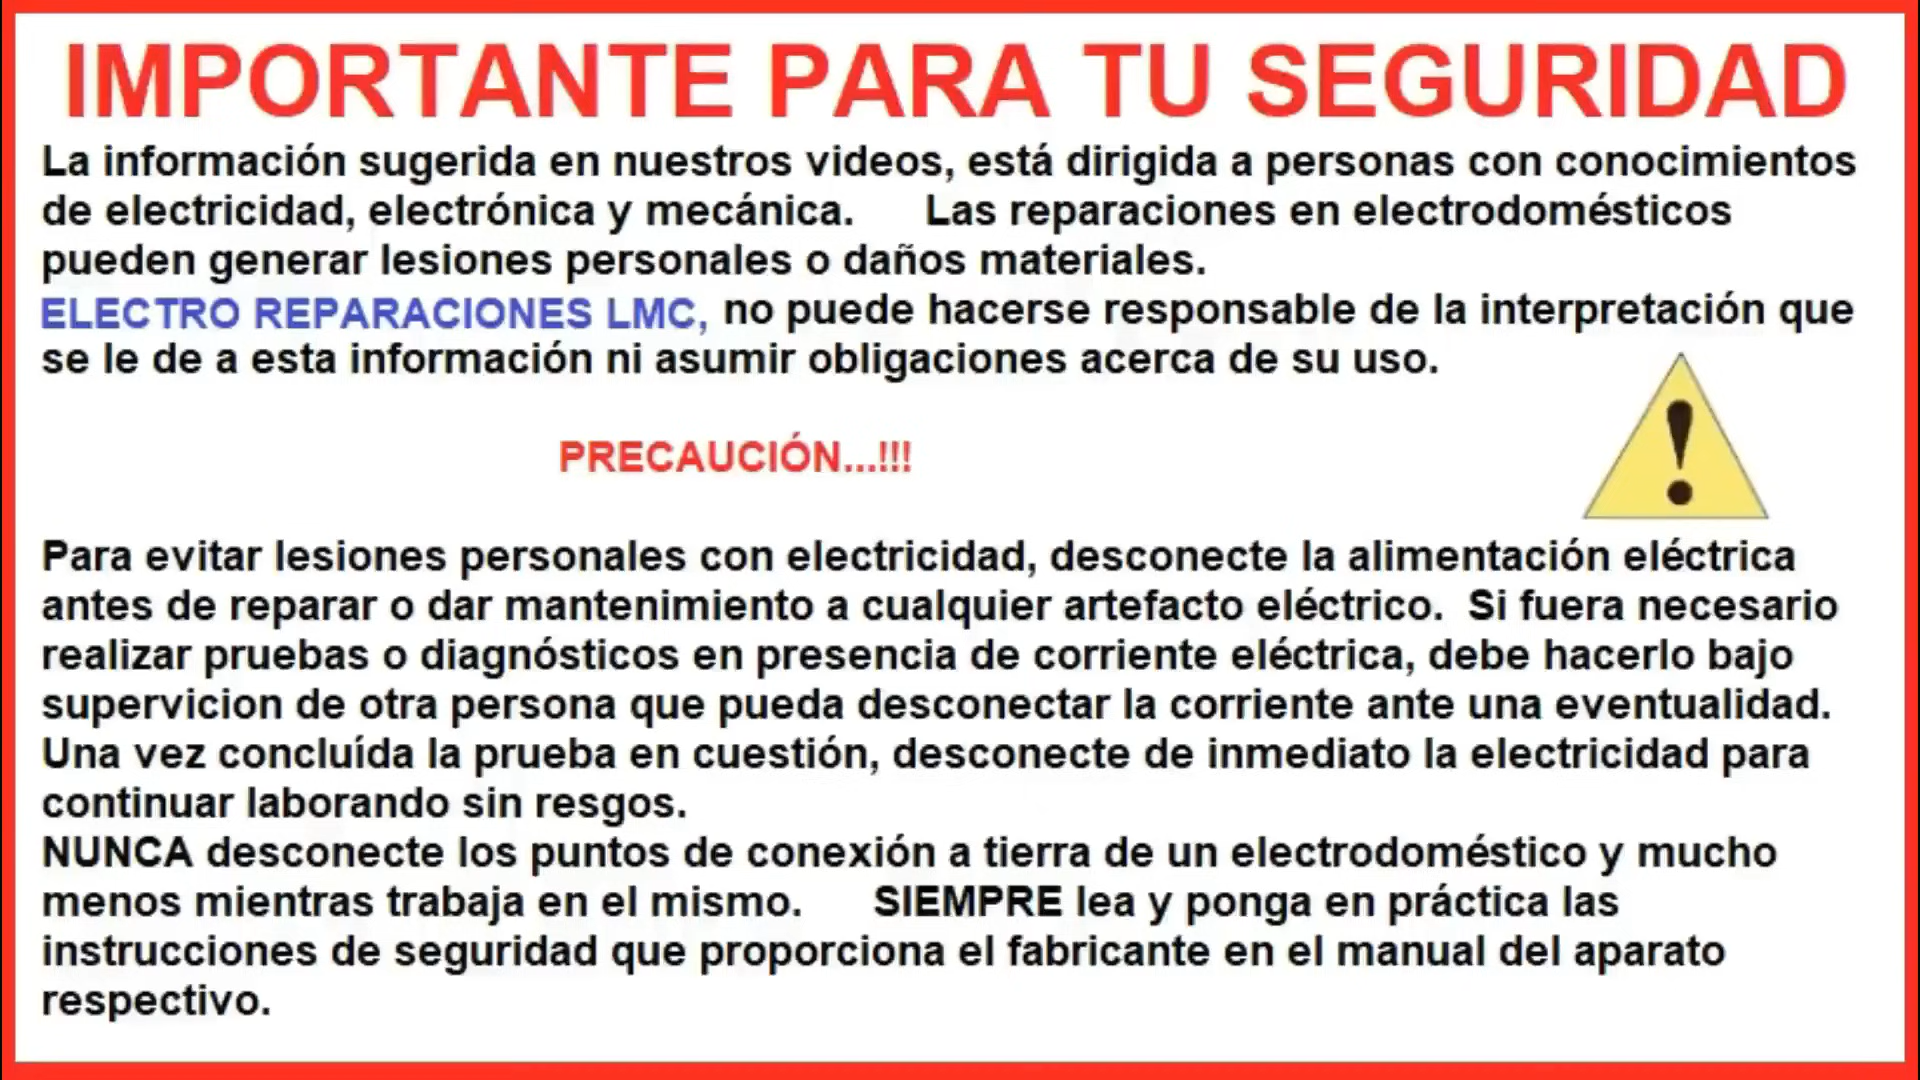 IMPORTANTE PARA TU SEGURIDAD
La información sugerida en nuestros videos, está dirigida a personas con conocimientos
de electricidad, electrónica y mecánica. Las reparaciones en electrodomésticos
pueden generar lesiones personales o daños materiales.
ELECTRO REPARACIONES LMC, no puede hacerse responsable de la interpretación que
se le de a esta información ni asumir obligaciones acerca de su uso.
PRECAUCIÓN...!!!
Para evitar lesiones personales con electricidad, desconecte la alimentación eléctrica
antes de reparar o dar mantenimiento a cualquier artefacto eléctrico. Si fuera necesario
realizar pruebas o diagnósticos en presencia de corriente eléctrica, debe hacerlo bajo
supervicion de otra persona que pueda desconectar la corriente ante una eventualidad.
Una vez concluída la prueba en cuestión, desconecte de inmediato la electricidad para
continuar laborando sin resgos.
NUNCA desconecte los puntos de conexión a tierra de un electrodoméstico y mucho
menos mientras trabaja en el mismo. SIEMPRE lea y ponga en práctica las
instrucciones de seguridad que proporciona el fabricante en el manual del aparato
respectivo.